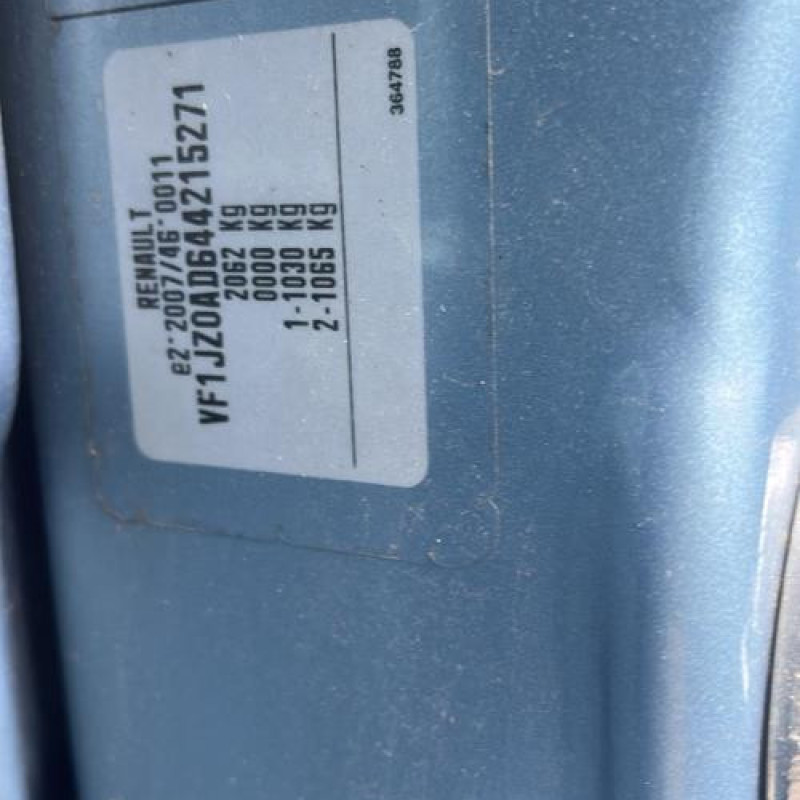 RENAULT
e2*2007/46*0011
VF1JZ0AD644215271
2062 Kg
0000 Kg
1-1030 Kg
2-1065 Kg
364788